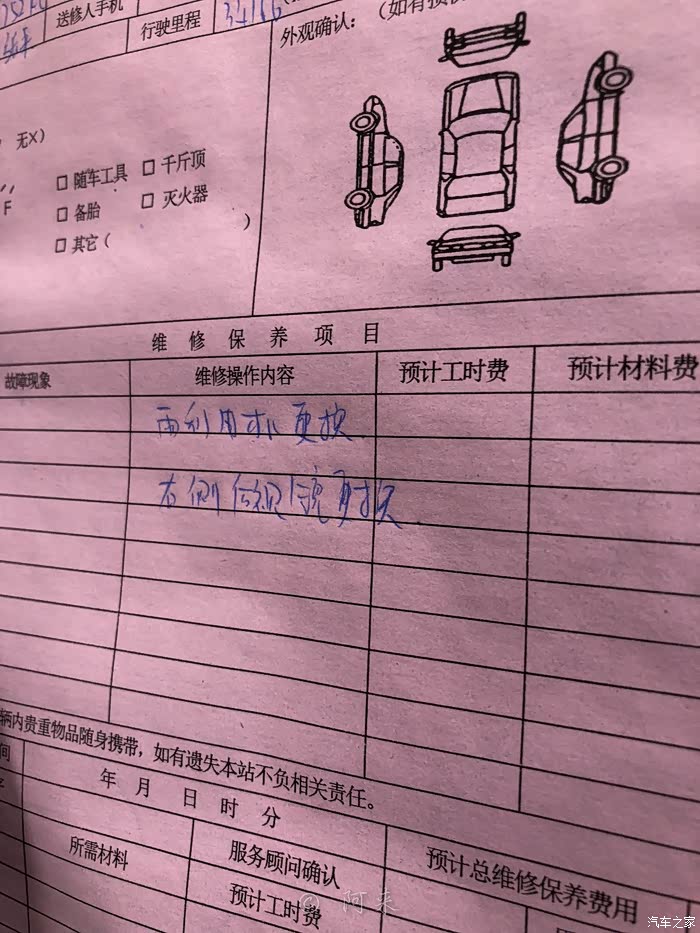 送修人手机
行驶里程
34166
外观确认：
（如有损
无X）
F
随车工具 千斤顶
备胎 灭火器
其它（ ）
维修保养项目
故障现象 维修操作内容 预计工时费 预计材料费
更换
右侧后视镜更换
辆内贵重物品随身携带，如有遗失本站不负相关责任。
间 年 月 日 时 分
所需材料 服务顾问确认 预计总维修保养费用
预计工时费
@ 阿来
汽车之家